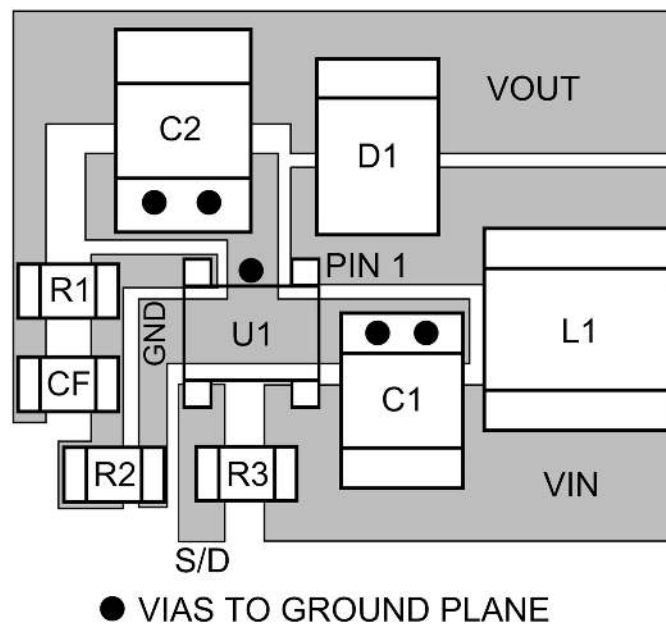 VOUT
C2
D1
PIN 1
R1
GND
U1
L1
CF
C1
R2
R3
VIN
S/D
● VIAS TO GROUND PLANE